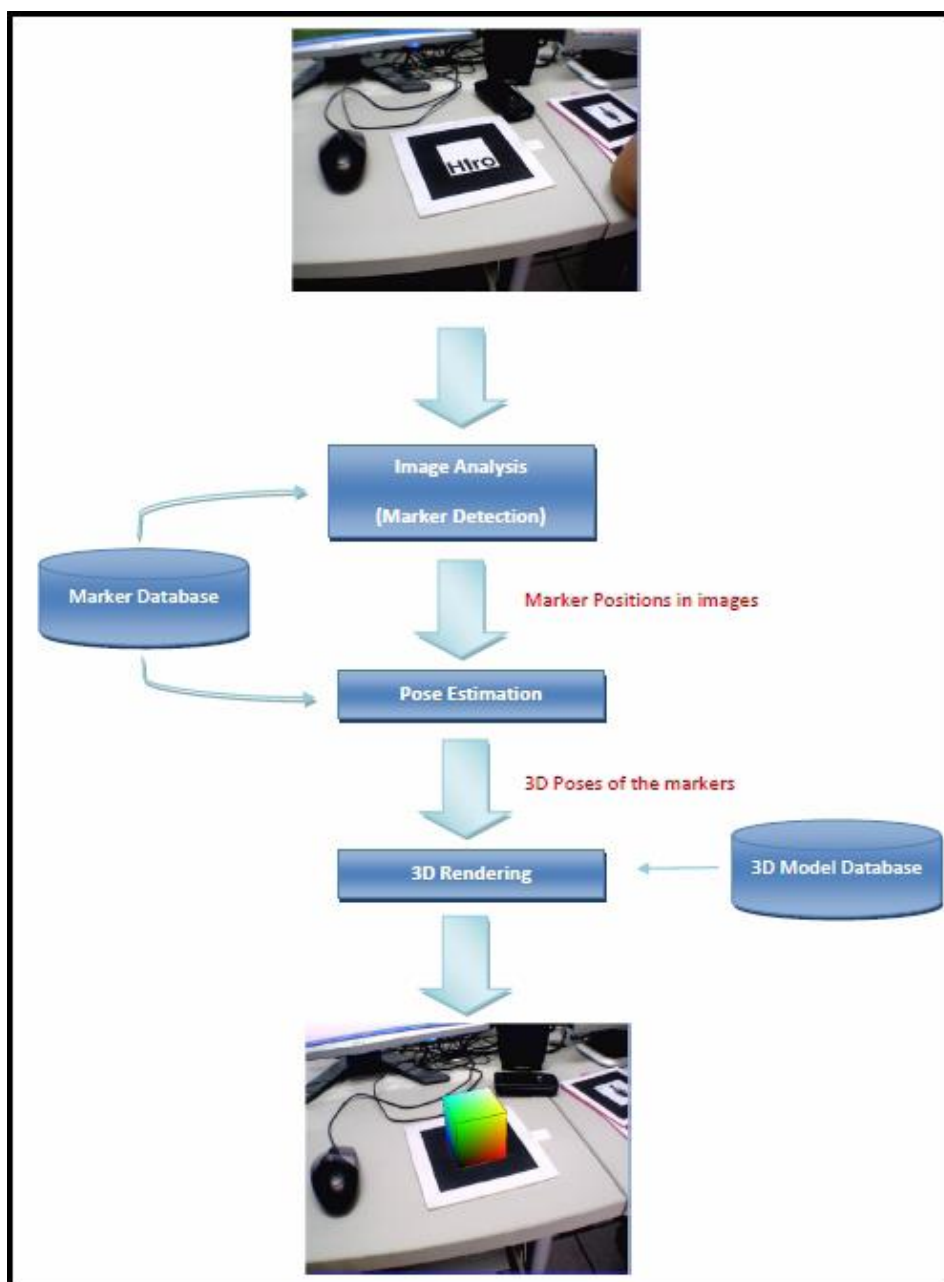 Hiro
Image Analysis
(Marker Detection)
Marker Database
Marker Positions in images
Pose Estimation
3D Poses of the markers
3D Rendering
3D Model Database